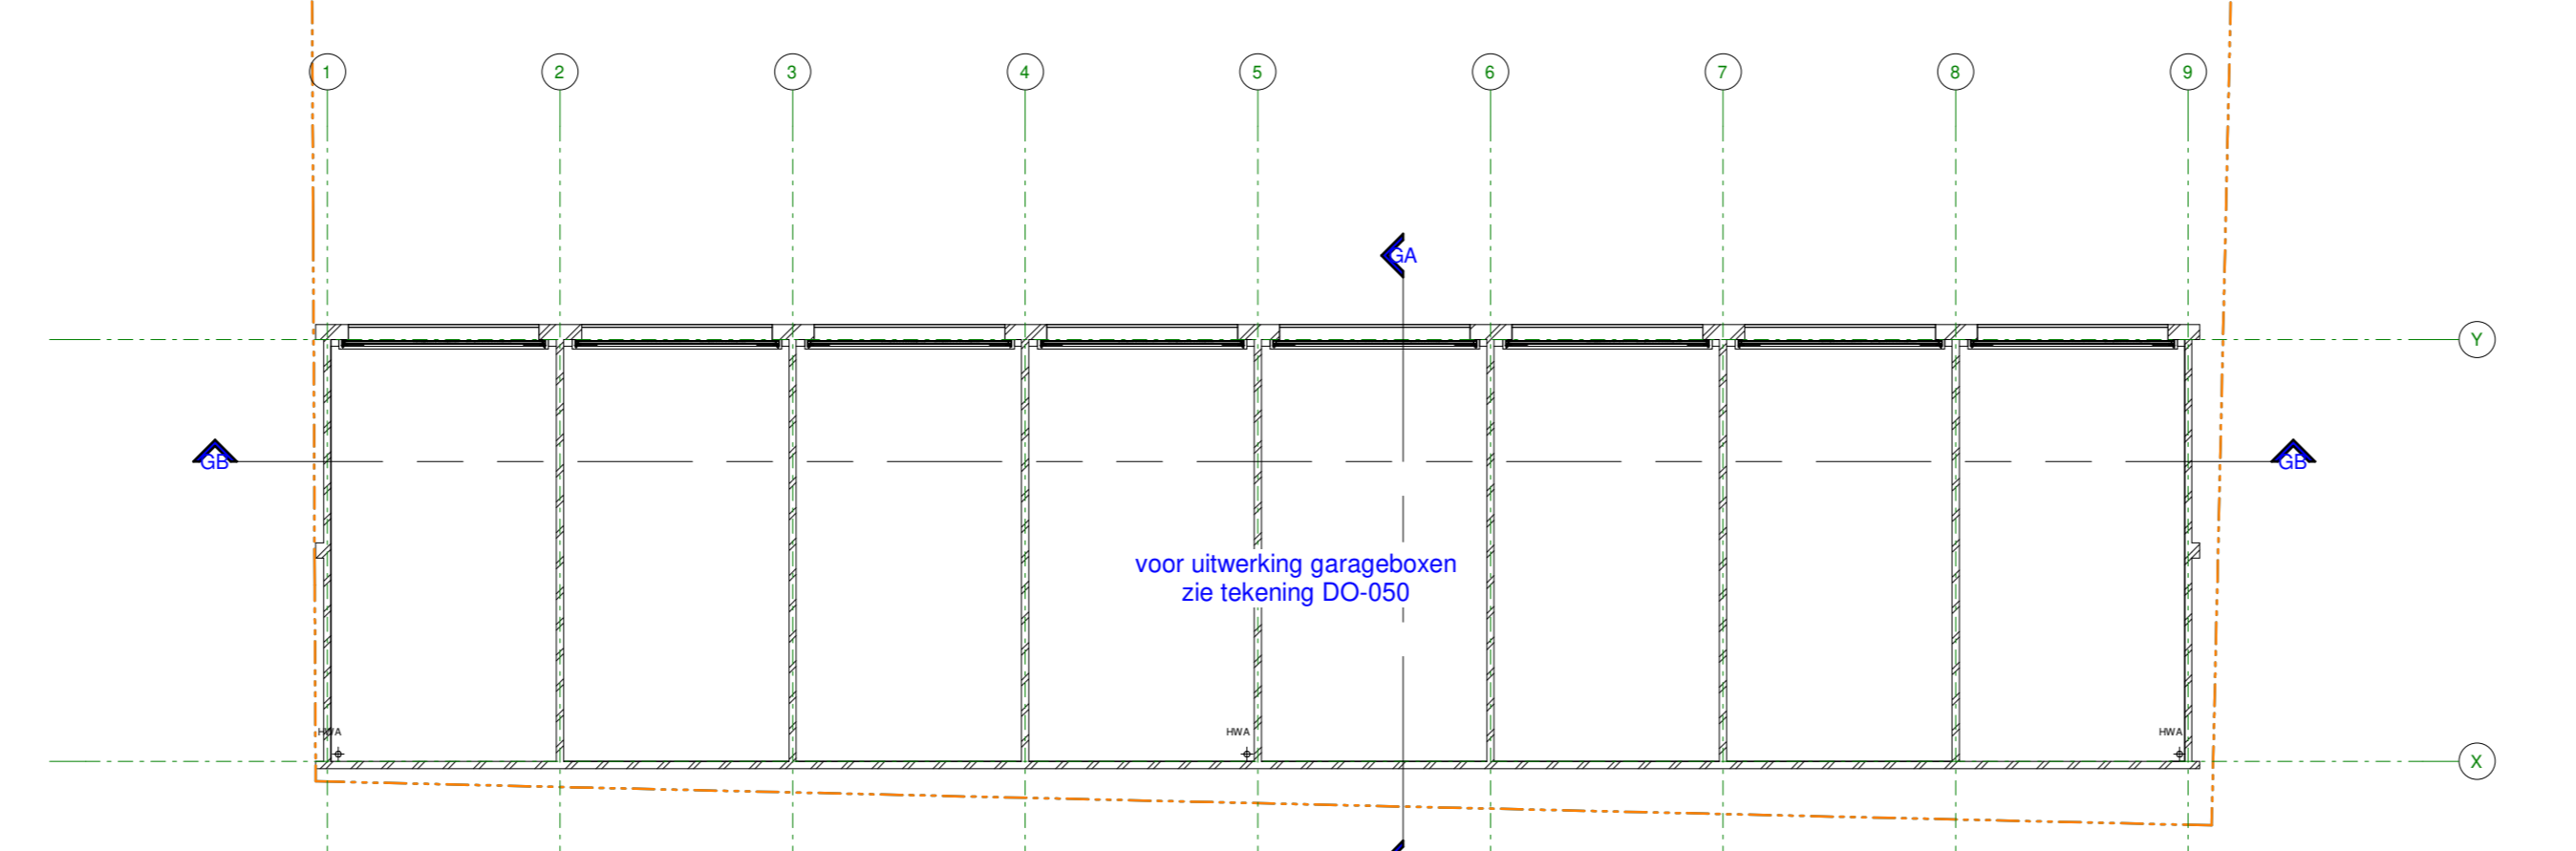 1 2 3 4 5 6 7 8 9
GA
Y
GB GB
voor uitwerking garageboxen
zie tekening DO-050
HWA HWA HWA
X